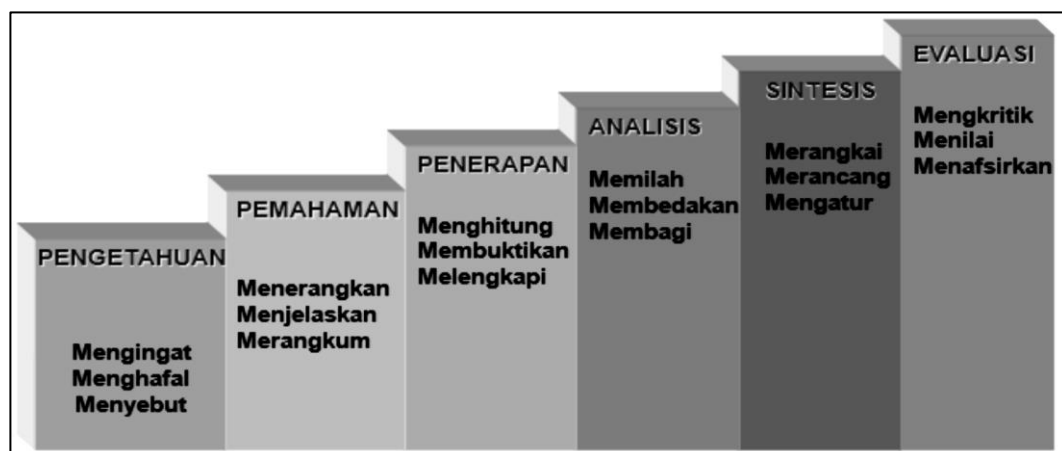 PENGETAHUAN
Mengingat
Menghafal
Menyebut
PEMAHAMAN
Menerangkan
Menjelaskan
Merangkum
PENERAPAN
Menghitung
Membuktikan
Melengkapi
ANALISIS
Memilah
Membedakan
Membagi
SINTESIS
Merangkai
Merancang
Mengatur
EVALUASI
Mengkritik
Menilai
Menafsirkan